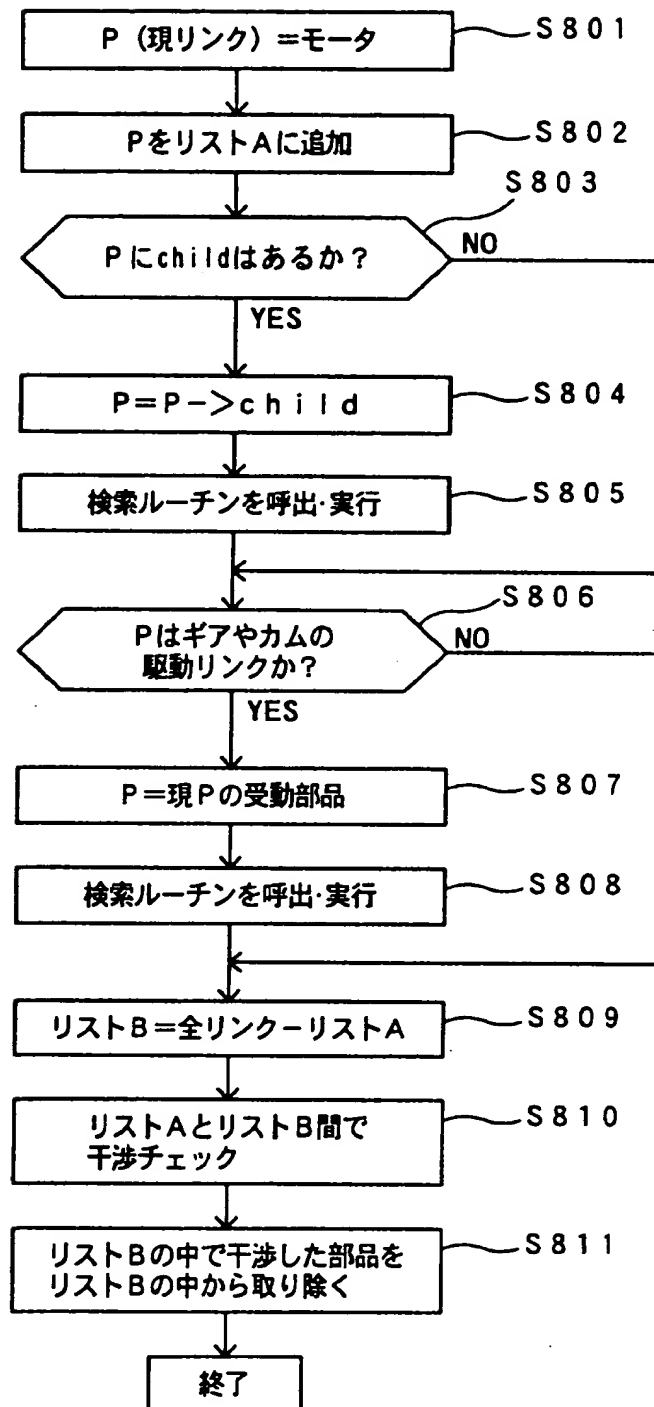 P(現リンク)=モータ
S801
PをリストAに追加
S802
S803
Pにchildはあるか?
NO
YES
P=P->child
S804
検索ルーチンを呼出·実行
S805
S806
Pはギアやカムの
駆動リンクか?
NO
YES
P=現Pの受動部品
S807
検索ルーチンを呼出·実行
S808
リストB=全リンク-リストA
S809
リストAとリストB間で
干渉チェック
S810
リストBの中で干渉した部品を
リストBの中から取り除く
S811
終了